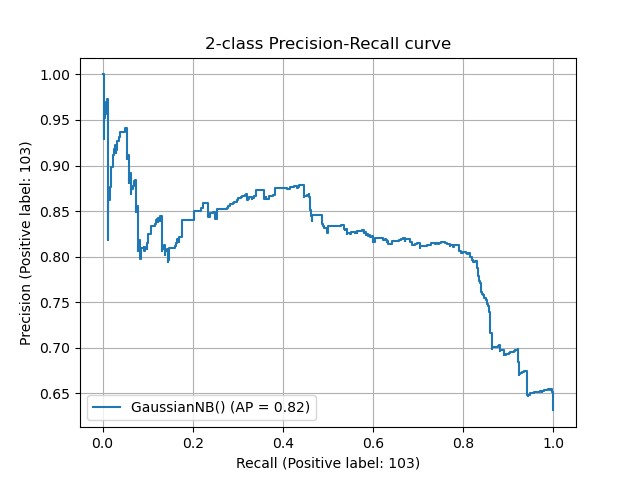 2-class Precision-Recall curve
1.00
0.95
0.90
0.85
0.80
0.75
0.70
0.65
Precision (Positive label: 103)
GaussianNB() (AP = 0.82)
0.0 0.2 0.4 0.6 0.8 1.0
Recall (Positive label: 103)